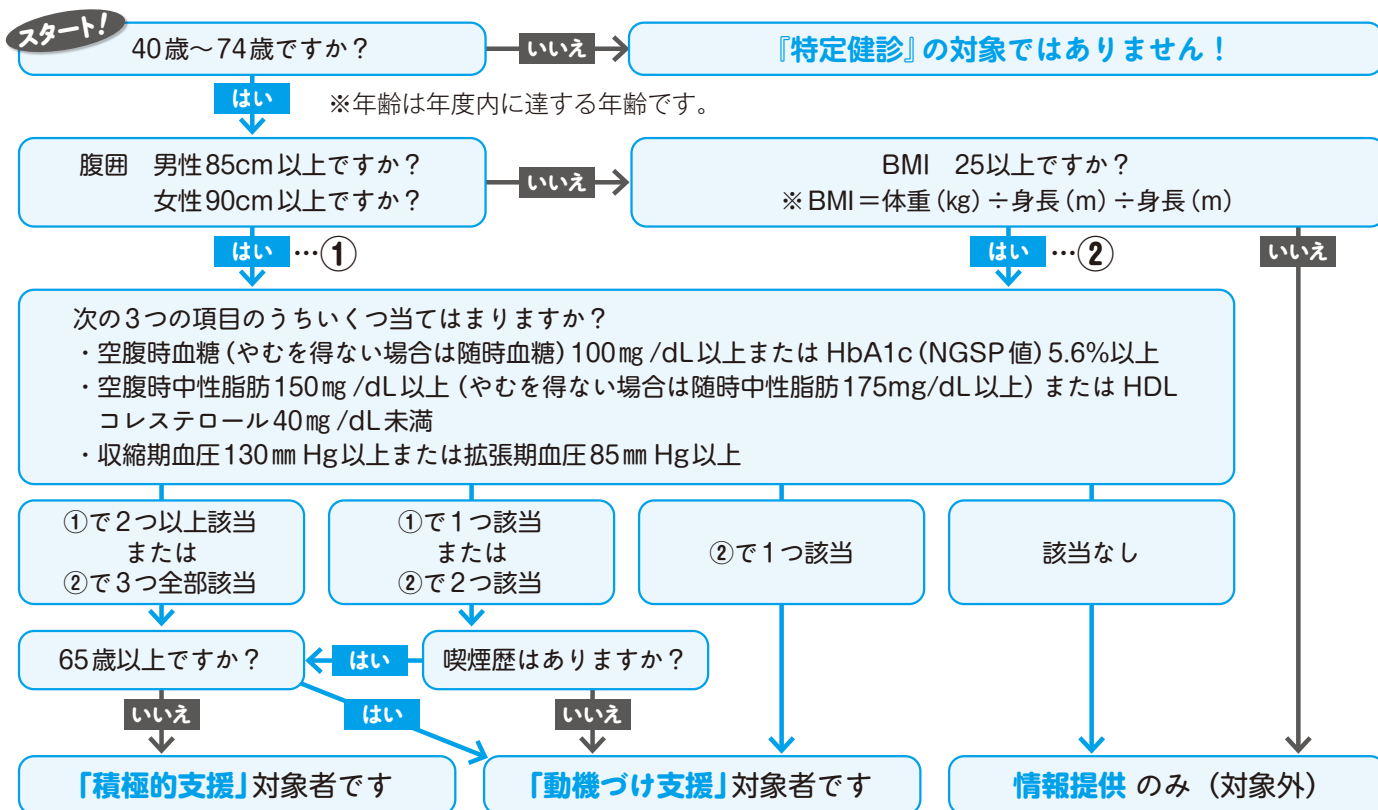 スタート！
40歳～74歳ですか？
いいえ
『特定健診』の対象ではありません！
はい
※年齢は年度内に達する年齢です。
腹囲　男性85cm以上ですか？
女性90cm以上ですか？
いいえ
BMI　25以上ですか？
※BMI＝体重（kg）÷身長（m）÷身長（m）
はい …①
はい …②
いいえ
次の3つの項目のうちいくつ当てはまりますか？
・空腹時血糖（やむを得ない場合は随時血糖）100㎎/dL以上またはHbA1c（NGSP値）5.6％以上
・空腹時中性脂肪150㎎/dL以上（やむを得ない場合は随時中性脂肪175mg/dL以上）またはHDL
コレステロール40㎎/dL未満
・収縮期血圧130㎜Hg以上または拡張期血圧85㎜Hg以上
①で2つ以上該当
または
②で3つ全部該当
①で1つ該当
または
②で2つ該当
②で1つ該当
該当なし
65歳以上ですか？
はい
喫煙歴はありますか？
いいえ
はい
いいえ
「積極的支援」対象者です
「動機づけ支援」対象者です
情報提供 のみ（対象外）